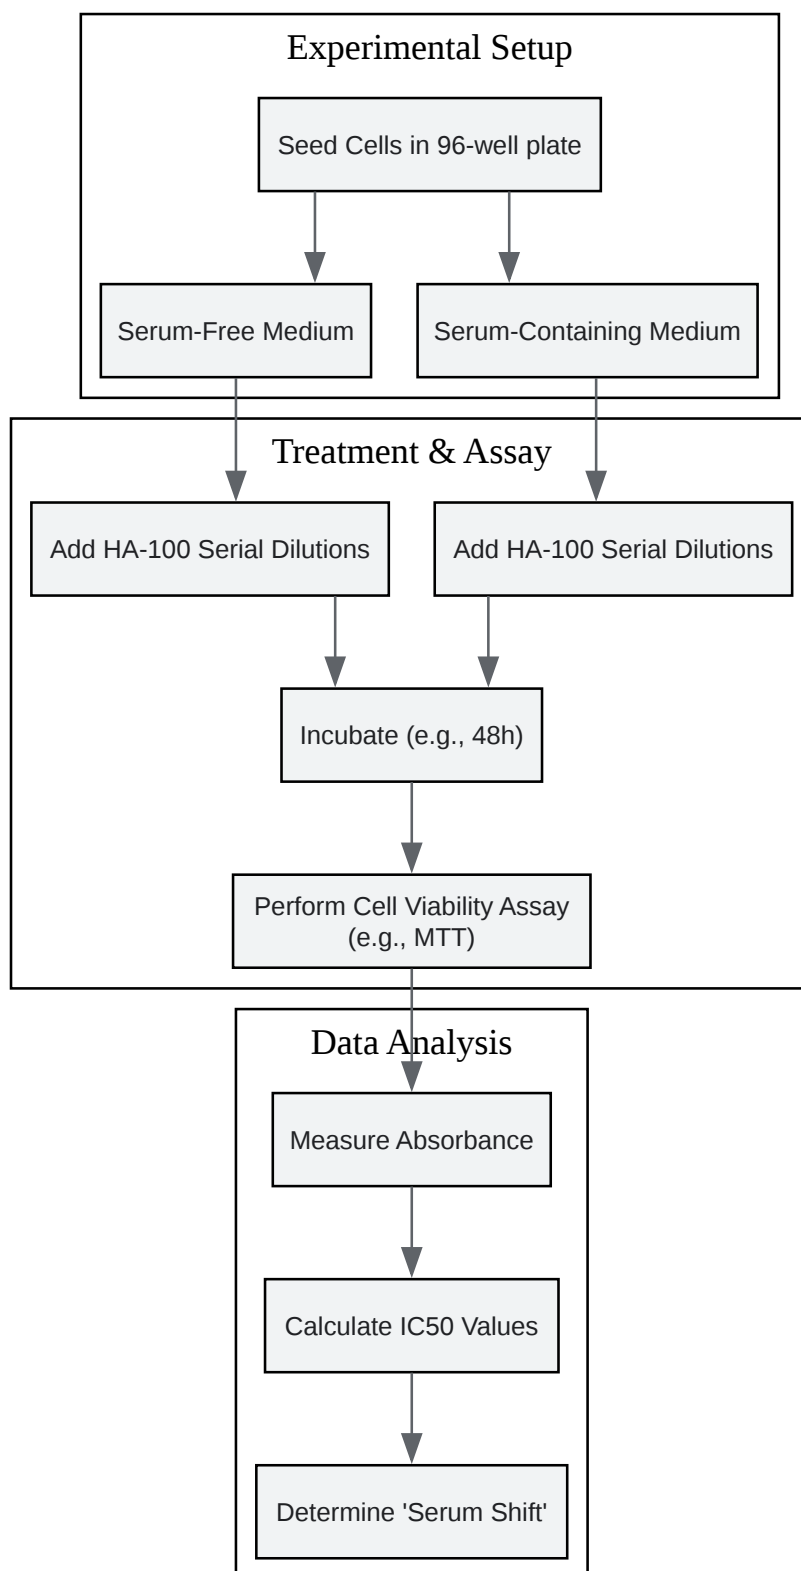 Experimental Setup
Seed Cells in 96-well plate
Serum-Free Medium
Serum-Containing Medium
Treatment & Assay
Add HA-100 Serial Dilutions
Add HA-100 Serial Dilutions
Incubate (e.g., 48h)
Perform Cell Viability Assay
(e.g., MTT)
Data Analysis
Measure Absorbance
Calculate IC50 Values
Determine 'Serum Shift'